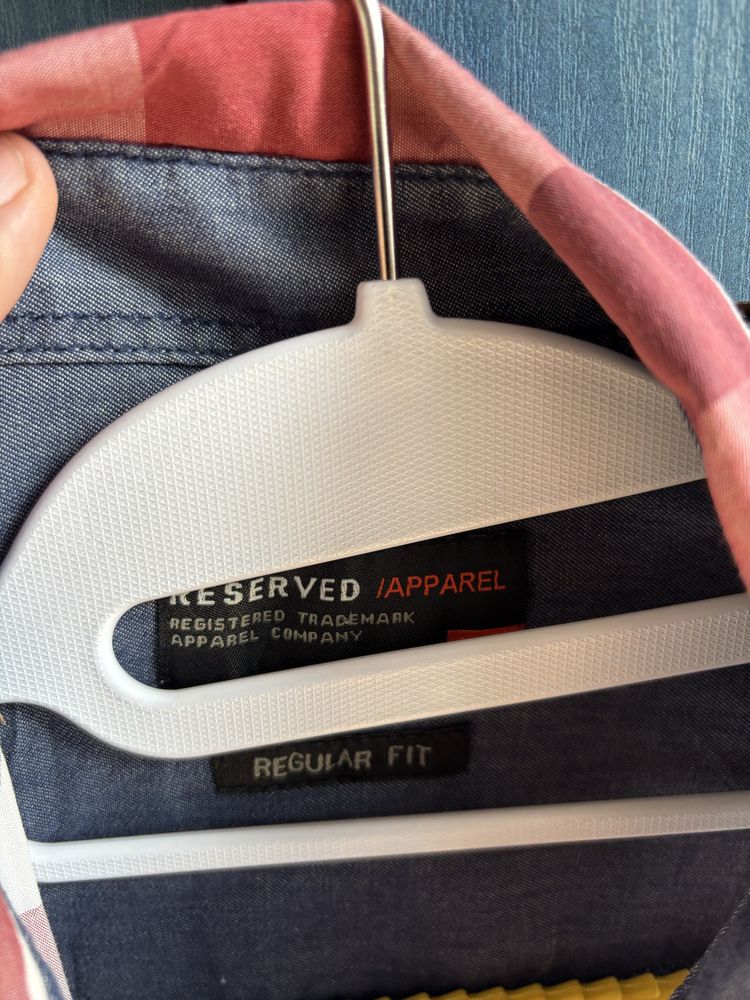 RESERVED /APPAREL
REGISTERED TRADEMARK
APPAREL COMPANY
REGULAR FIT